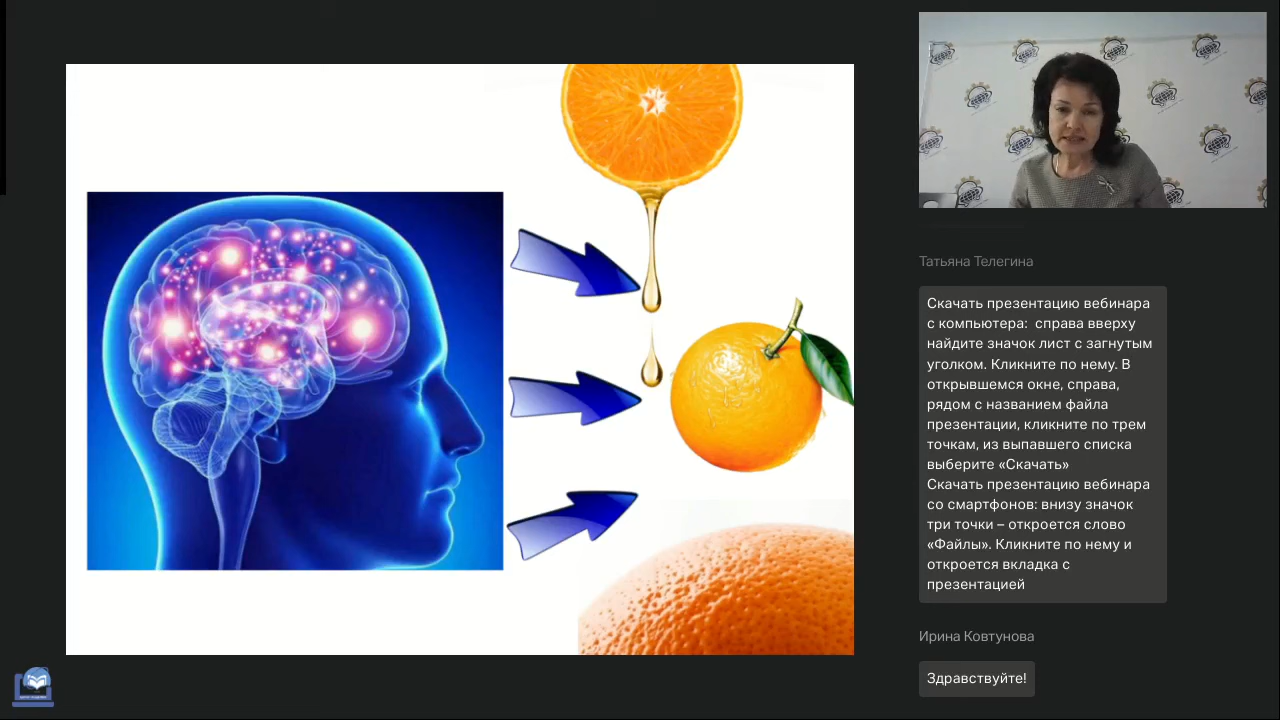 Татьяна Телегина
Скачать презентацию вебинара
с компьютера:  справа вверху
найдите значок лист с загнутым
уголком. Кликните по нему. В
открывшемся окне, справа,
рядом с названием файла
презентации, кликните по трем
точкам, из выпавшего списка
выберите «Скачать»
Скачать презентацию вебинара
со смартфонов: внизу значок
три точки – откроется слово
«Файлы». Кликните по нему и
откроется вкладка с
презентацией
Ирина Ковтунова
Здравствуйте!